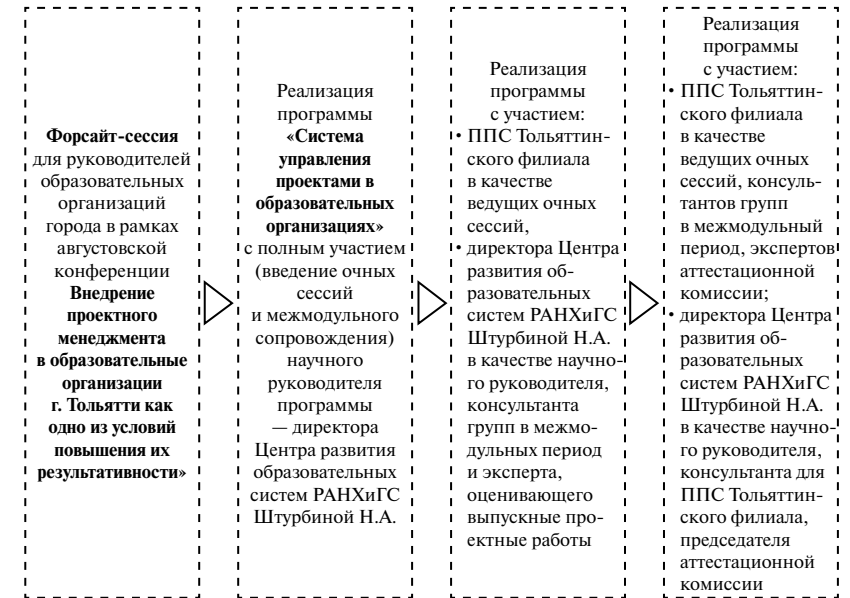 Форсайт-сессия
для руководителей
образовательных
организаций
города в рамках
августовской
конференции
Внедрение
проектного
менеджмента
в образовательные
организации
г. Тольятти как
одно из условий
повышения их
результативности»
Реализация
программы
«Система
управления
проектами в
образовательных
организациях»
с полным участием
(введение очных
сессий
и межмодульного
сопровождения)
научного
руководителя
программы
— директора
Центра развития
образовательных
систем РАНХиГС
Штурбиной Н.А.
Реализация
программы
с участием:
• ППС Тольяттин-
ского филиала
в качестве
ведущих очных
сессий,
• директора Центра
развития об-
разовательных
систем РАНХиГС
Штурбиной Н.А.
в качестве научно-
го руководителя,
консультанта
групп в межмо-
дульных период
и эксперта,
оценивающего
выпускные про-
ектные работы
Реализация
программы
с участием:
• ППС Тольяттин-
ского филиала
в качестве
ведущих очных
сессий, консуль-
тантов групп
в межмодульный
период, экспертов
аттестационной
комиссии;
• директора Центра
развития об-
разовательных
систем РАНХиГС
Штурбиной Н.А.
в качестве научно-
го руководителя,
консультанта для
ППС Тольяттин-
ского филиала,
председателя
аттестационной
комиссии